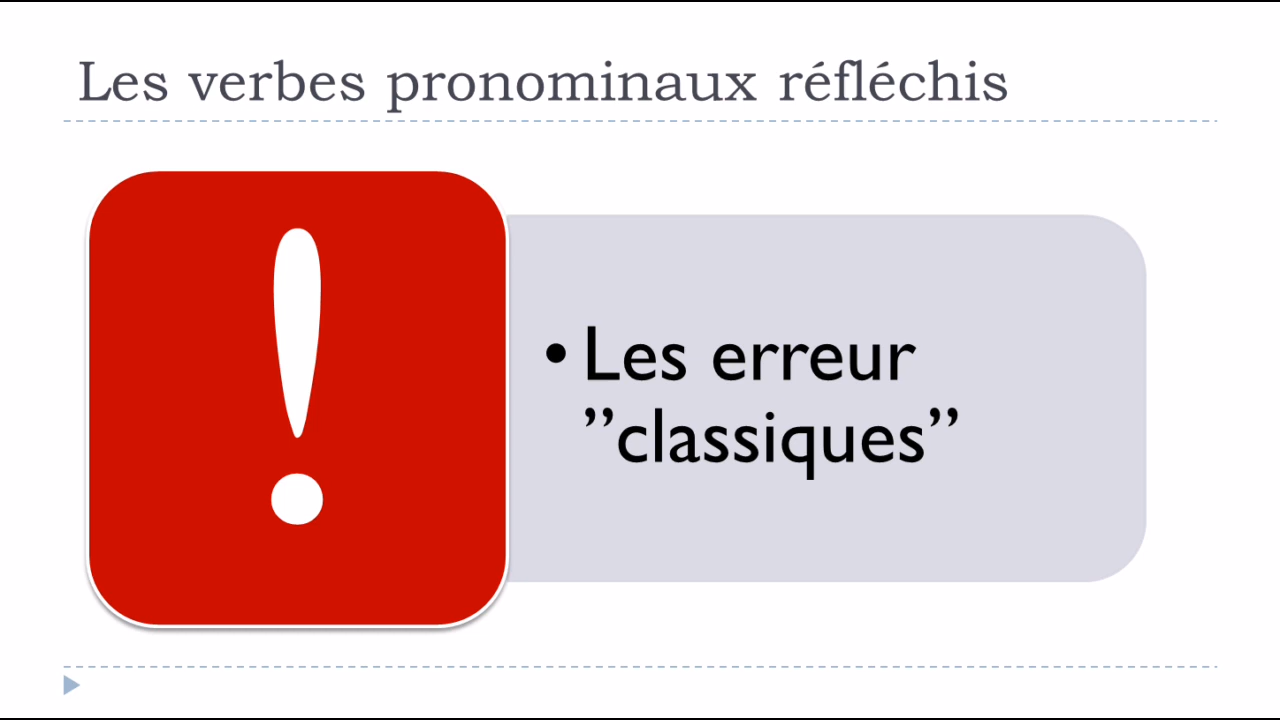 Les verbes pronominaux réfléchis
!
• Les erreur
”classiques”